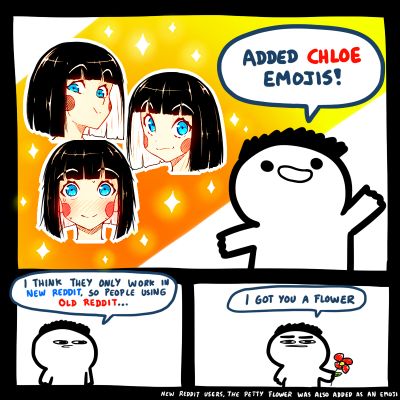 ADDED CHLOE
EMOJIS!
I THINK THEY ONLY WORK IN
NEW REDDIT, SO PEOPLE USING
OLD REDDIT...
I GOT YOU A FLOWER
NEW REDDIT USERS, THE PETTY FLOWER WAS ALSO ADDED AS AN EMOJI